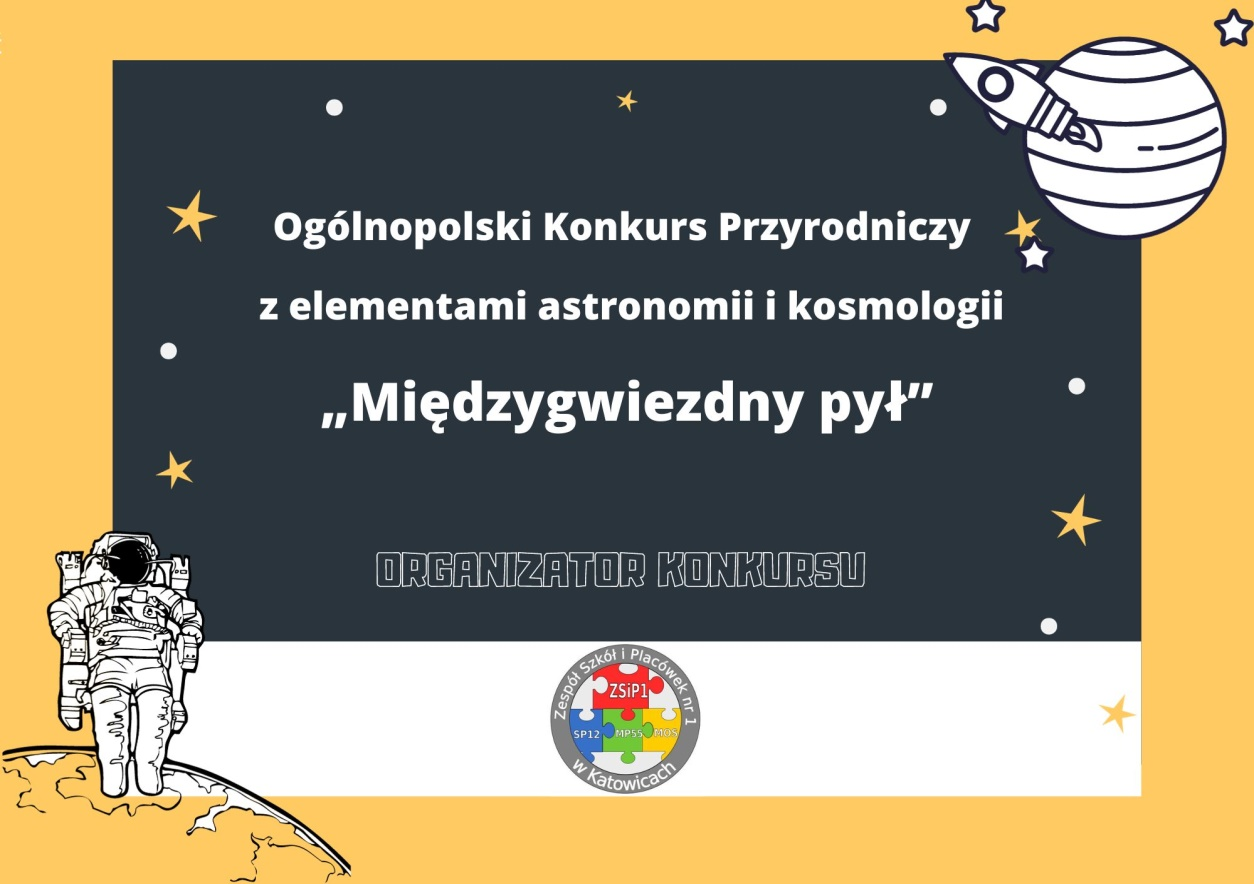 Ogólnopolski Konkurs Przyrodniczy
z elementami astronomii i kosmologii
„Międzygwiezdny pył”
ORGANIZATOR KONKURSU
Zespół Szkół i Placówek nr 1
ZSiP1
SP12 MP55 MOS
w Katowicach